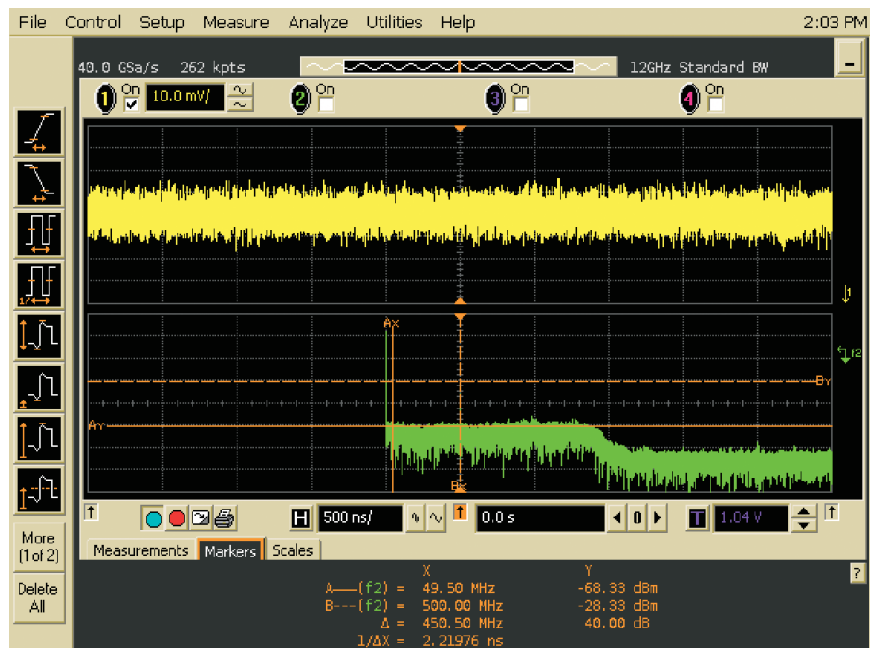 File Control Setup Measure Analyze Utilities Help 2:03 PM
40.0 GSa/s 262 kpts 12GHz Standard BW
1 On 10.0 mV/ 2 On 3 On 4 On
1
Ax
f2
By
Ay
Bx
H 500 ns/ 0.0 s 0 T 1.04 V
More
(1 of 2)
Measurements Markers Scales
Delete
All
?
X Y
A——(f2) = 49.50 MHz -68.33 dBm
B---(f2) = 500.00 MHz -28.33 dBm
Δ = 450.50 MHz 40.00 dB
1/ΔX = 2.21976 ns